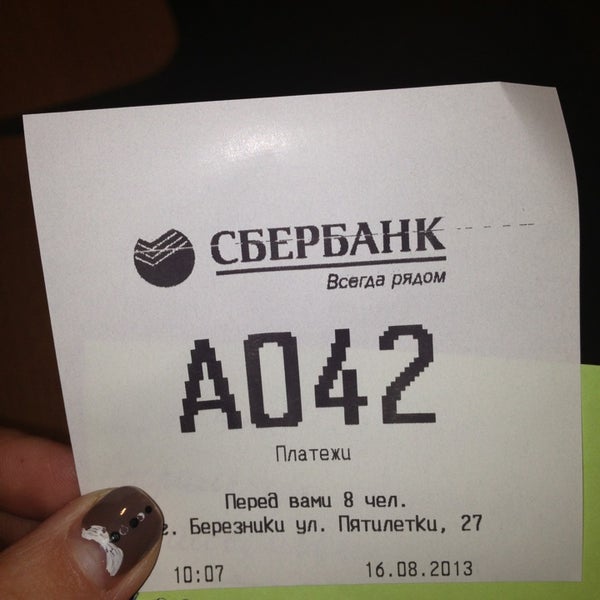 СБЕРБАНК
Всегда рядом
А042
Платежи
Перед вами 8 чел.
г. Березники ул. Пятилетки, 27
10:07 16.08.2013